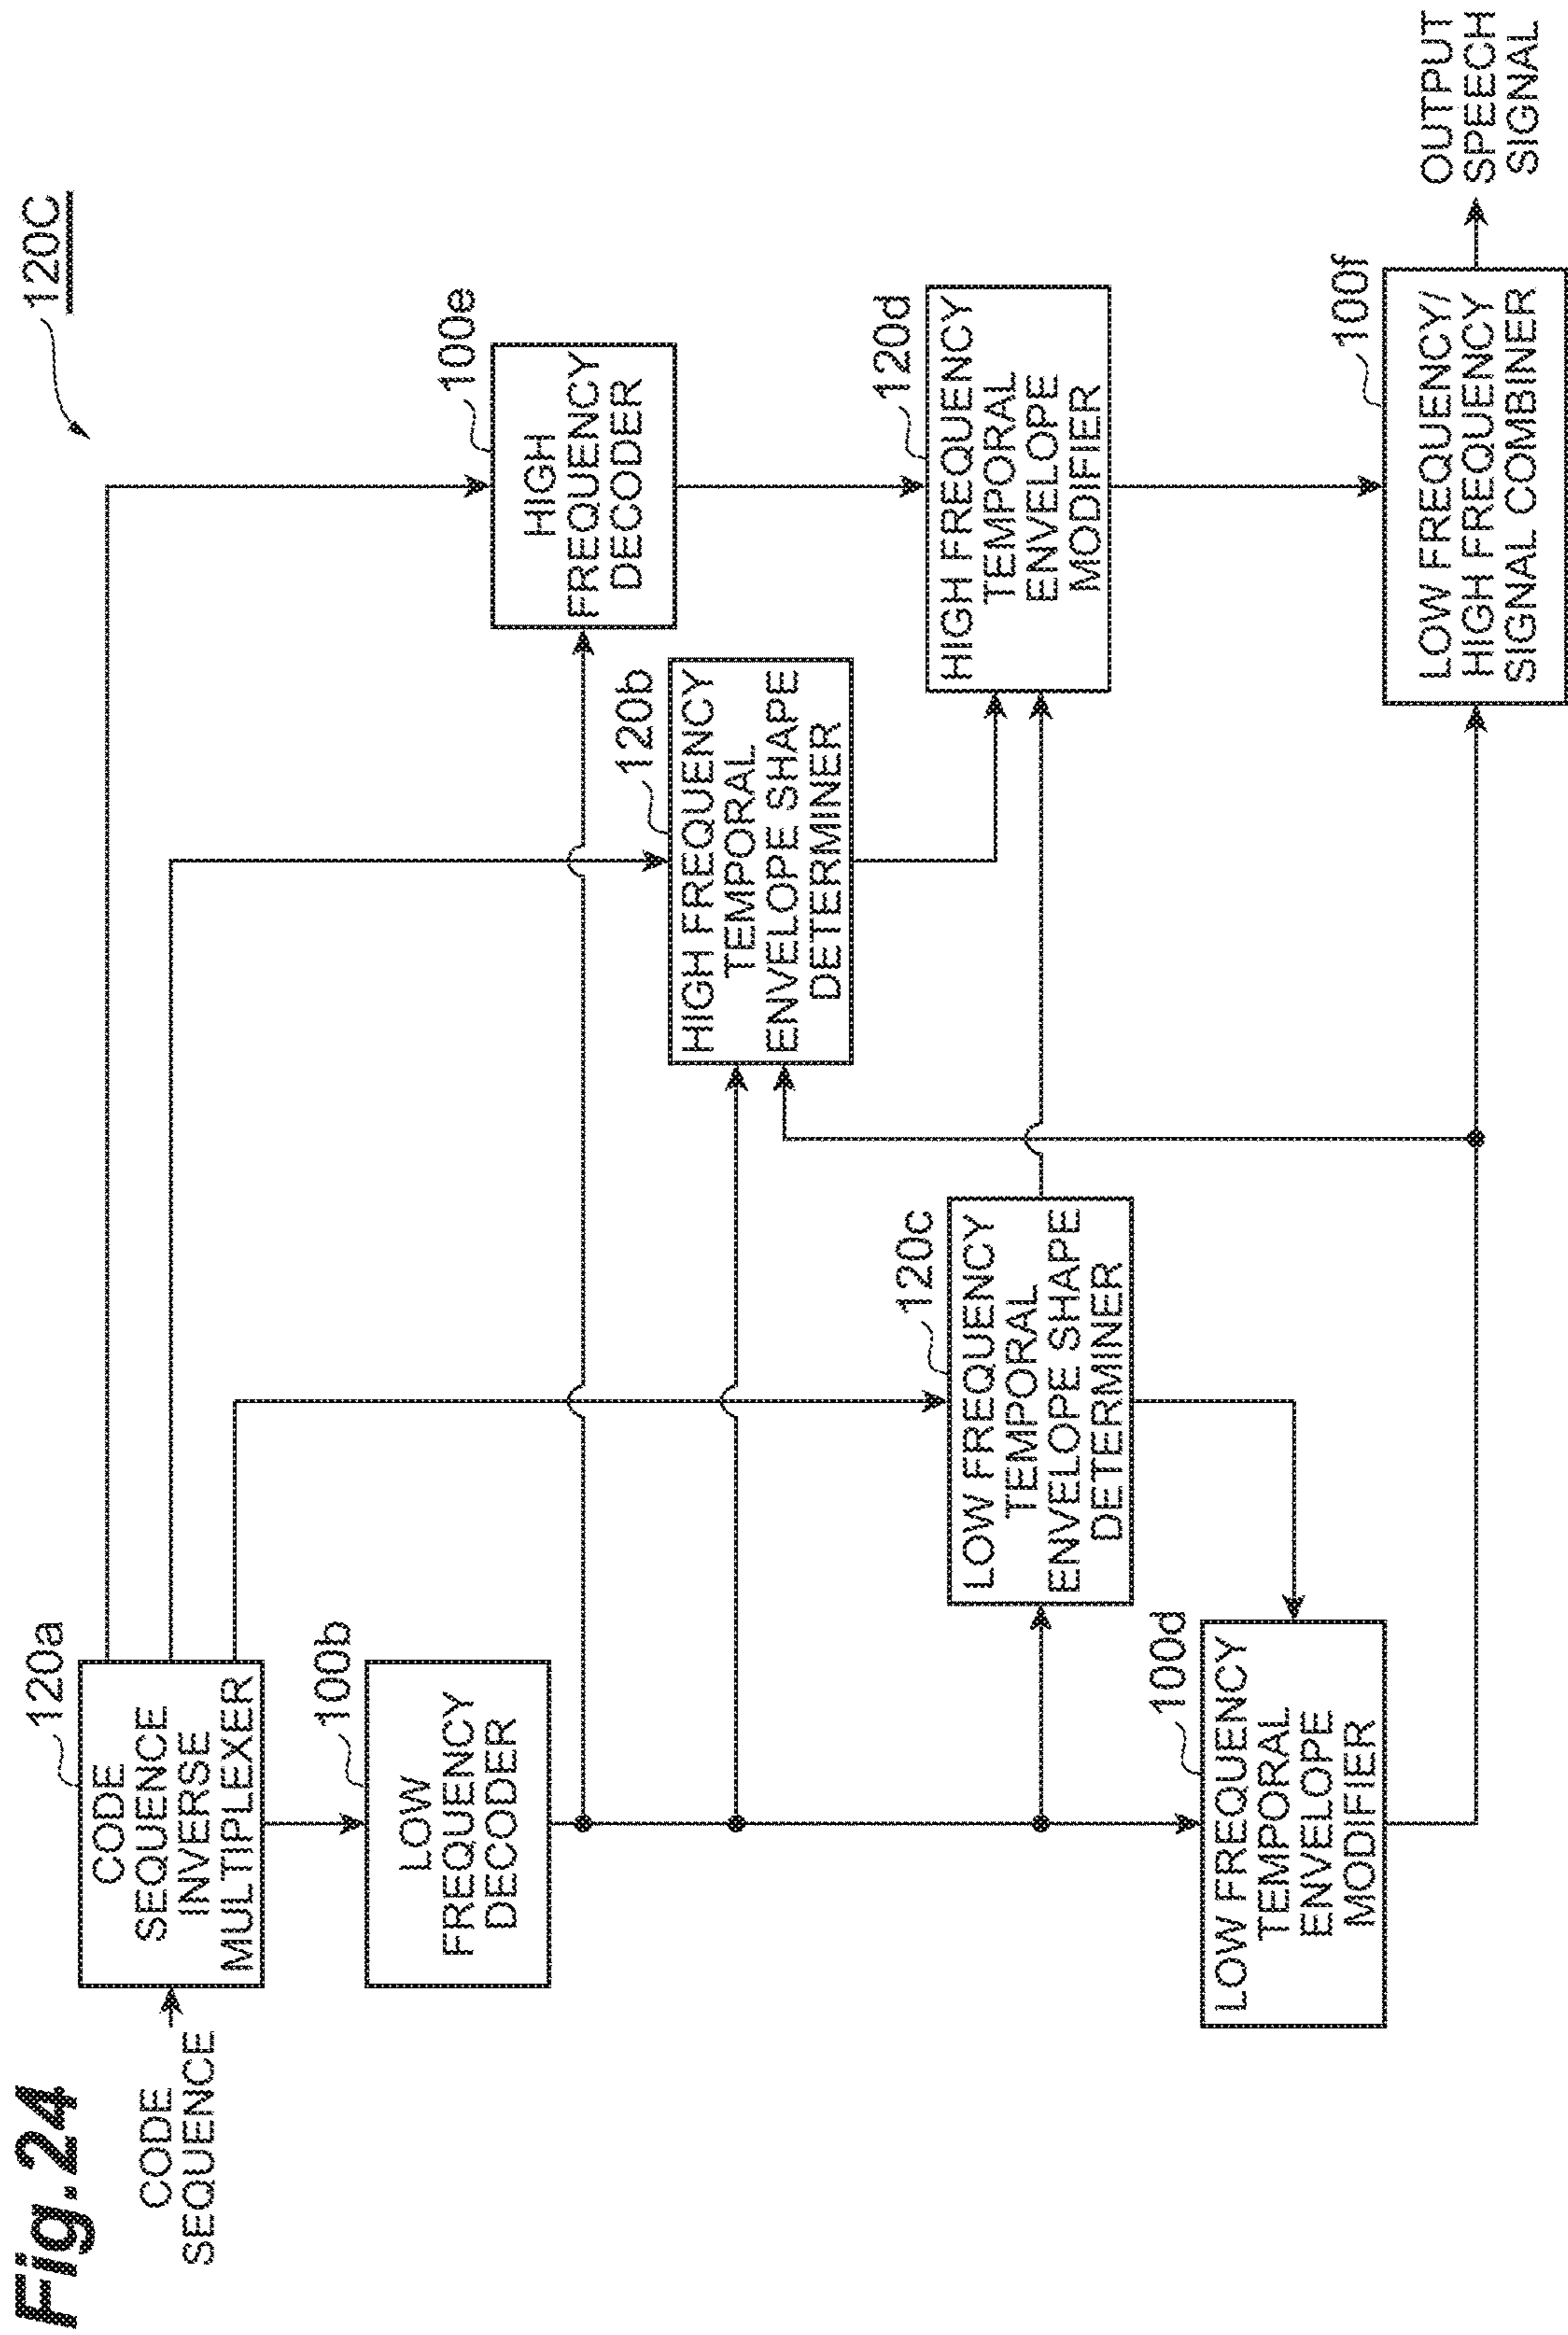 Fig.24
120C
CODE
SEQUENCE
120a
CODE
SEQUENCE
INVERSE
MULTIPLEXER
100b
LOW
FREQUENCY
DECODER
100e
HIGH
FREQUENCY
DECODER
120b
HIGH FREQUENCY
TEMPORAL
ENVELOPE SHAPE
DETERMINER
120c
LOW FREQUENCY
TEMPORAL
ENVELOPE SHAPE
DETERMINER
120d
HIGH FREQUENCY
TEMPORAL
ENVELOPE
MODIFIER
100d
LOW FREQUENCY
TEMPORAL
ENVELOPE
MODIFIER
100f
LOW FREQUENCY/
HIGH FREQUENCY
SIGNAL COMBINER
OUTPUT
SPEECH
SIGNAL